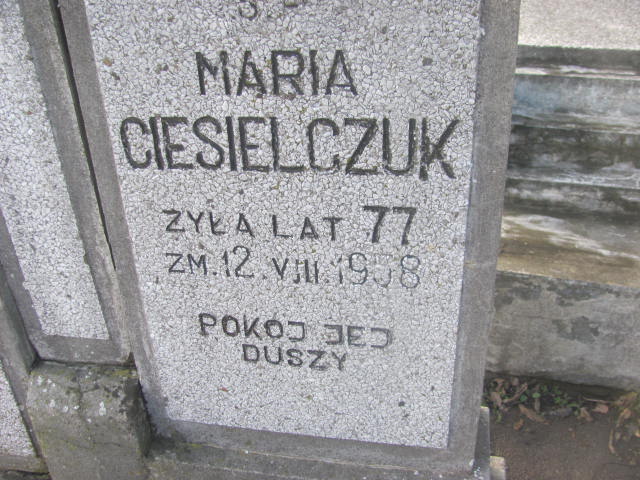 Ś.P.
MARIA
CIESIELCZUK
ŻYŁA LAT 77
ZM. 12. VIII. 1958
POKÓJ JEJ
DUSZY